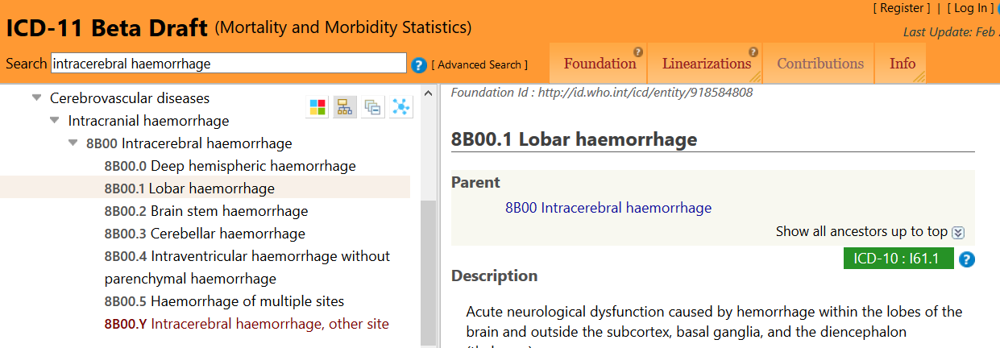 [ Register ] | [ Log In ]
ICD-11 Beta Draft (Mortality and Morbidity Statistics)
Last Update: Feb
Search intracerebral haemorrhage ? [ Advanced Search ]
Foundation ? Linearizations ? Contributions Info
Cerebrovascular diseases
Intracranial haemorrhage
8B00 Intracerebral haemorrhage
8B00.0 Deep hemispheric haemorrhage
8B00.1 Lobar haemorrhage
8B00.2 Brain stem haemorrhage
8B00.3 Cerebellar haemorrhage
8B00.4 Intraventricular haemorrhage without
parenchymal haemorrhage
8B00.5 Haemorrhage of multiple sites
8B00.Y Intracerebral haemorrhage, other site
Foundation Id : http://id.who.int/icd/entity/918584808
8B00.1 Lobar haemorrhage
Parent
8B00 Intracerebral haemorrhage
Show all ancestors up to top
ICD-10 : I61.1 ?
Description
Acute neurological dysfunction caused by hemorrhage within the lobes of the
brain and outside the subcortex, basal ganglia, and the diencephalon